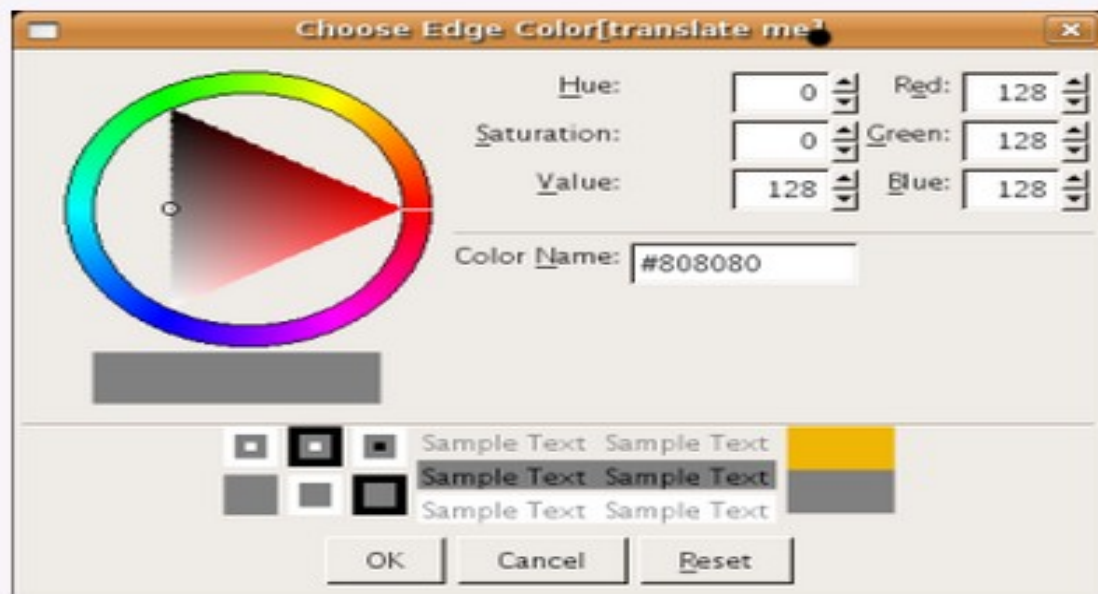 Choose Edge Color[translate me]
Hue: 0 Red: 128
Saturation: 0 Green: 128
Value: 128 Blue: 128
Color Name: #808080
Sample Text Sample Text
Sample Text Sample Text
Sample Text Sample Text
OK Cancel Reset